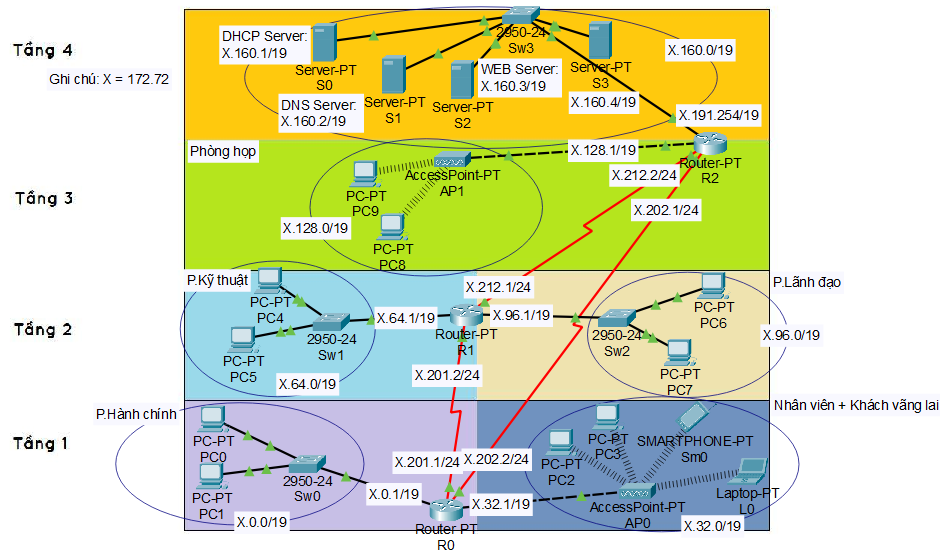 Tầng 4
Ghi chú: X = 172.72
DHCP Server:
X.160.1/19
Server-PT
S0
DNS Server:
X.160.2/19
Server-PT
S1
2950-24
Sw3
WEB Server:
X.160.3/19
Server-PT
S2
Server-PT
S3
X.160.4/19
X.160.0/19
X.191.254/19
Tầng 3
Phòng họp
X.128.1/19
Router-PT
R2
AccessPoint-PT
AP1
PC-PT
PC9
X.128.0/19
PC-PT
PC8
X.212.2/24
X.202.1/24
Tầng 2
P.Kỹ thuật
PC-PT
PC4
PC-PT
PC5
2950-24
Sw1
X.64.1/19
X.64.0/19
X.212.1/24
Router-PT
R1
X.96.1/19
X.201.2/24
P.Lãnh đạo
PC-PT
PC6
2950-24
Sw2
X.96.0/19
PC-PT
PC7
Tầng 1
P.Hành chính
PC-PT
PC0
PC-PT
PC1
2950-24
Sw0
X.0.1/19
X.0.0/19
X.201.1/24
X.202.2/24
Router-PT
R0
X.32.1/19
Nhân viên + Khách vãng lai
PC-PT
PC2
PC-PT
PC3
SMARTPHONE-PT
Sm0
Laptop-PT
L0
AccessPoint-PT
AP0
X.32.0/19